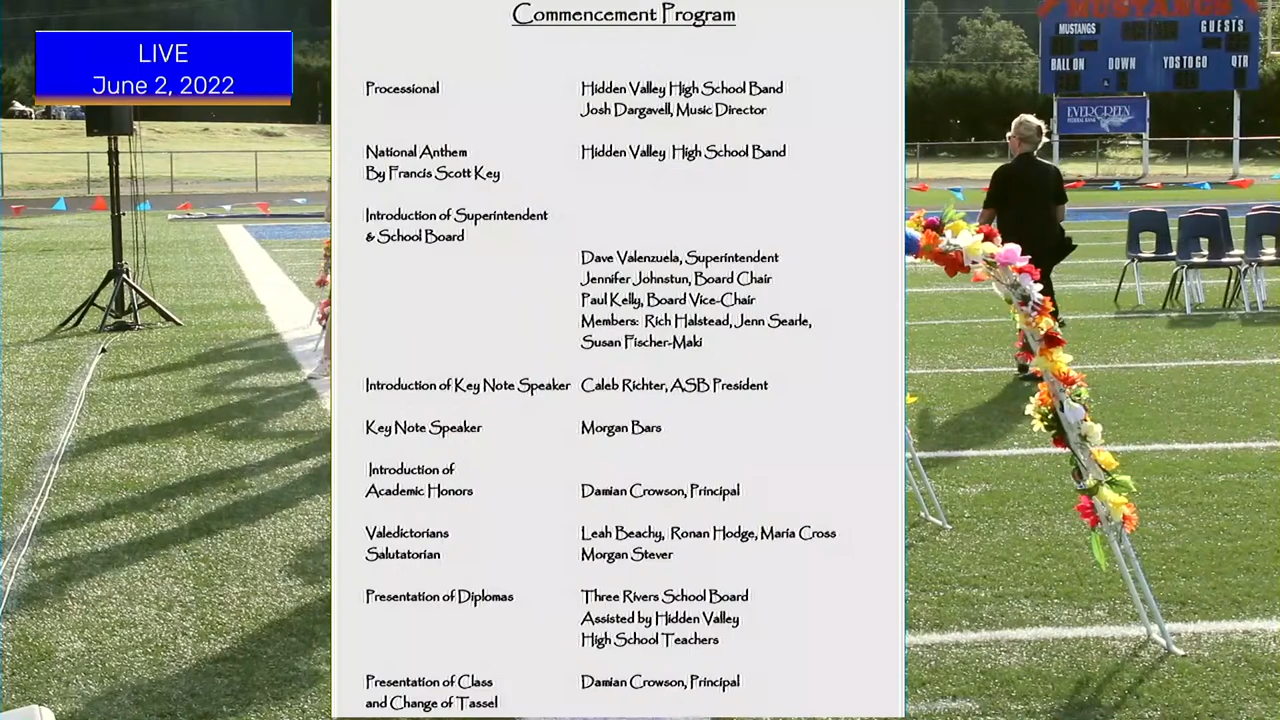 LIVE
June 2, 2022
Commencement Program
Processional Hidden Valley High School Band
Josh Dargavell, Music Director
National Anthem Hidden Valley High School Band
By Francis Scott Key
Introduction of Superintendent
& School Board
Dave Valenzuela, Superintendent
Jennifer Johnstun, Board Chair
Paul Kelly, Board Vice-Chair
Members: Rich Halstead, Jenn Searle,
Susan Fischer-Maki
Introduction of Key Note Speaker Caleb Richter, ASB President
Key Note Speaker Morgan Bars
Introduction of
Academic Honors Damian Crowson, Principal
Valedictorians Leah Beachy, Ronan Hodge, Maria Cross
Salutatorian Morgan Stever
Presentation of Diplomas Three Rivers School Board
Assisted by Hidden Valley
High School Teachers
Presentation of Class Damian Crowson, Principal
and Change of Tassel
MUSTANGS
MUSTANGS GUESTS
BALL ON DOWN YDS TO GO QTR
EVERGREEN
FEDERAL BANK